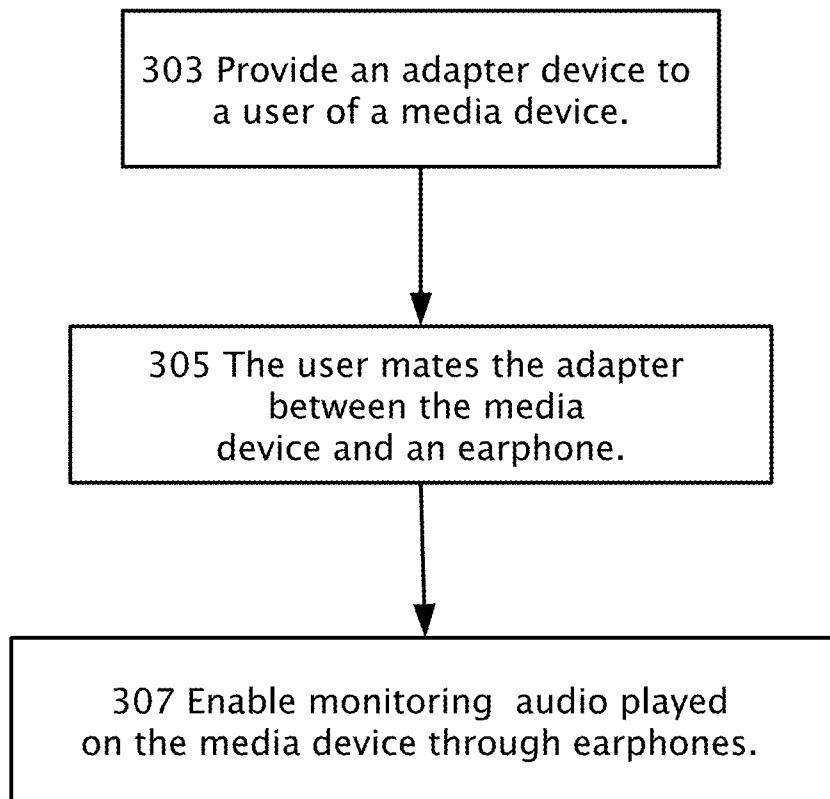 303 Provide an adapter device to
a user of a media device.
305 The user mates the adapter
between the media
device and an earphone.
307 Enable monitoring  audio played
on the media device through earphones.